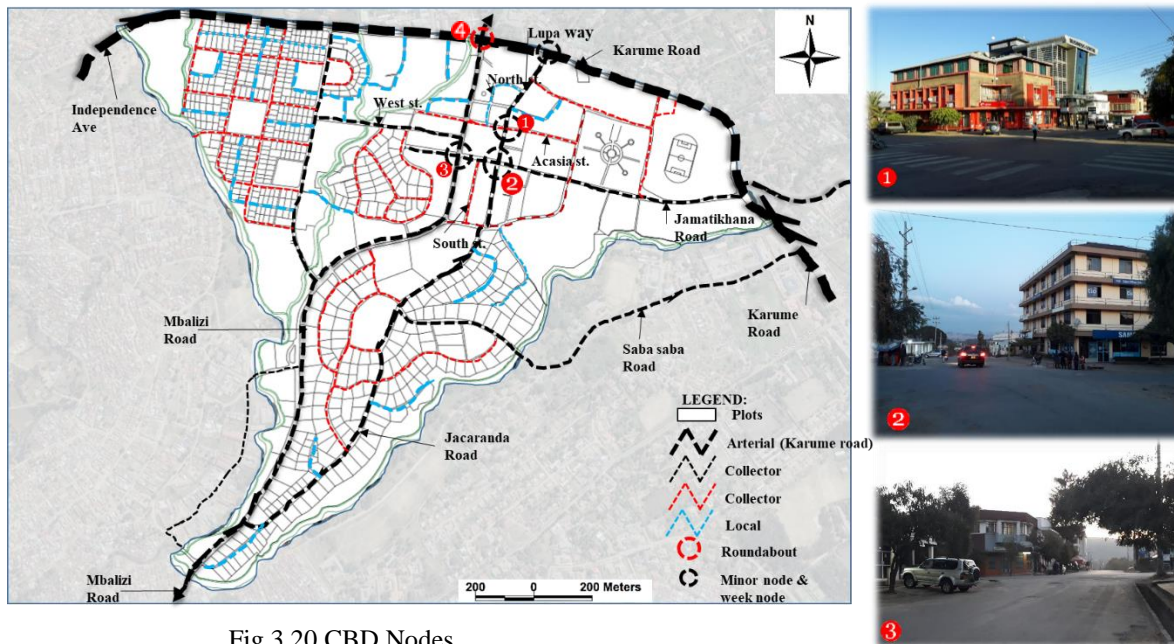 N
4
Lupa way
Karume Road
North st.
Independence
Ave
West st.
1
Acasia st.
3
2
Jamatikhana
Road
South st.
Mbalizi
Road
Karume
Road
Saba saba
Road
LEGEND:
Plots
Arterial (Karume road)
Collector
Collector
Local
Roundabout
Minor node &
week node
Jacaranda
Road
Mbalizi
Road
200 0 200 Meters
Fig 3.20 CBD Nodes
1
2
3